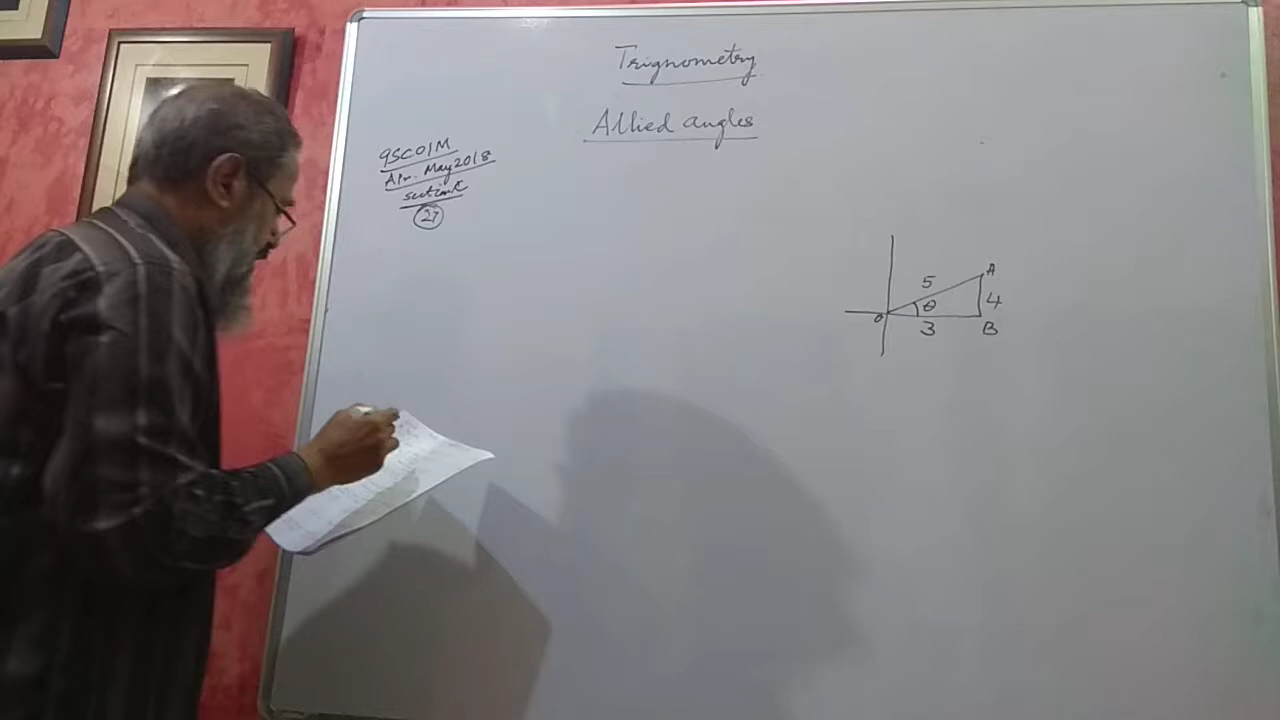 Trignometry
Allied angles
9SC01M
Apr. May 2018
section C
27
5
A
θ
4
O
3
B